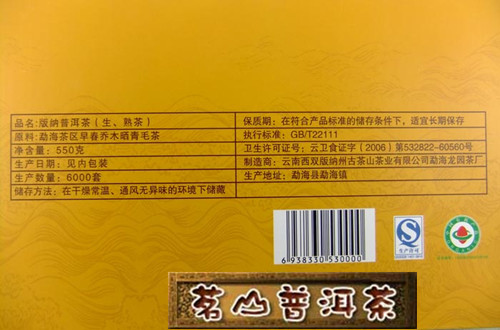 品名:版纳普洱茶(生、熟茶)
原料:勐海茶区早春乔木晒青毛茶
净含量:550克
生产日期:见内包装
生产数量:6000套
储存方法:在干燥常温、通风无异味的环境下储藏
保质期:在符合产品标准的储存条件下,适宜长期保存
执行标准:GB/T22111
卫生许可证号:云卫食证字(2006)第532822-60560号
制造商:云南西双版纳州古茶山茶业有限公司勐海龙园茶厂
生产地址:勐海县勐海镇
6 938330 530000
茗山普洱茶